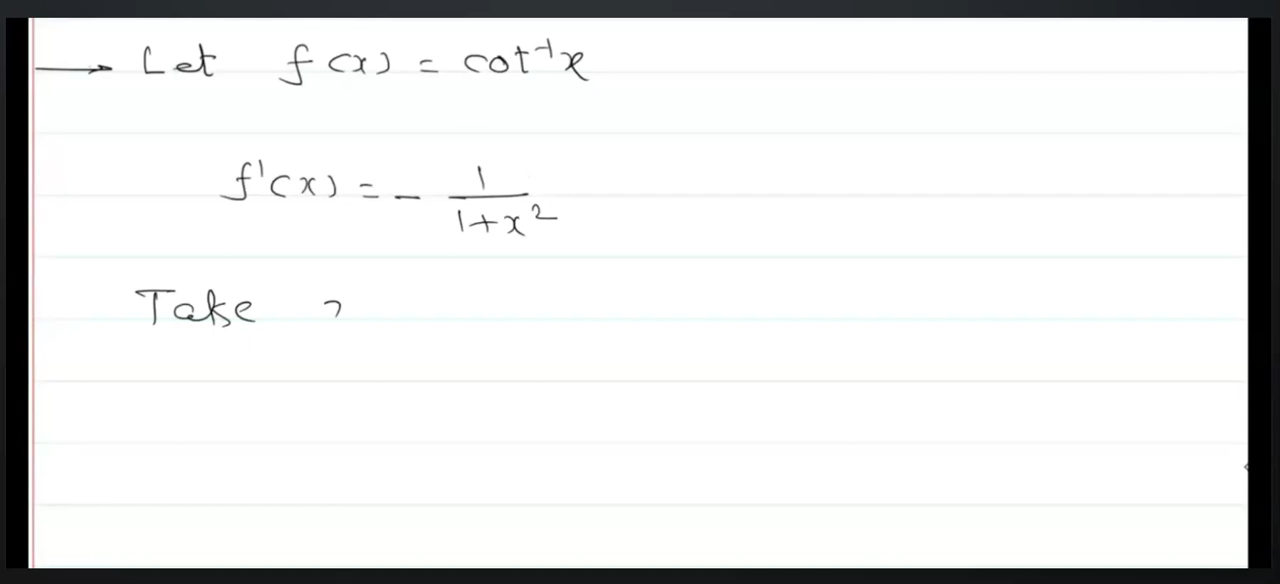 → Let f(x) = cot⁻¹x
f'(x) = - 1/(1+x²)
Take